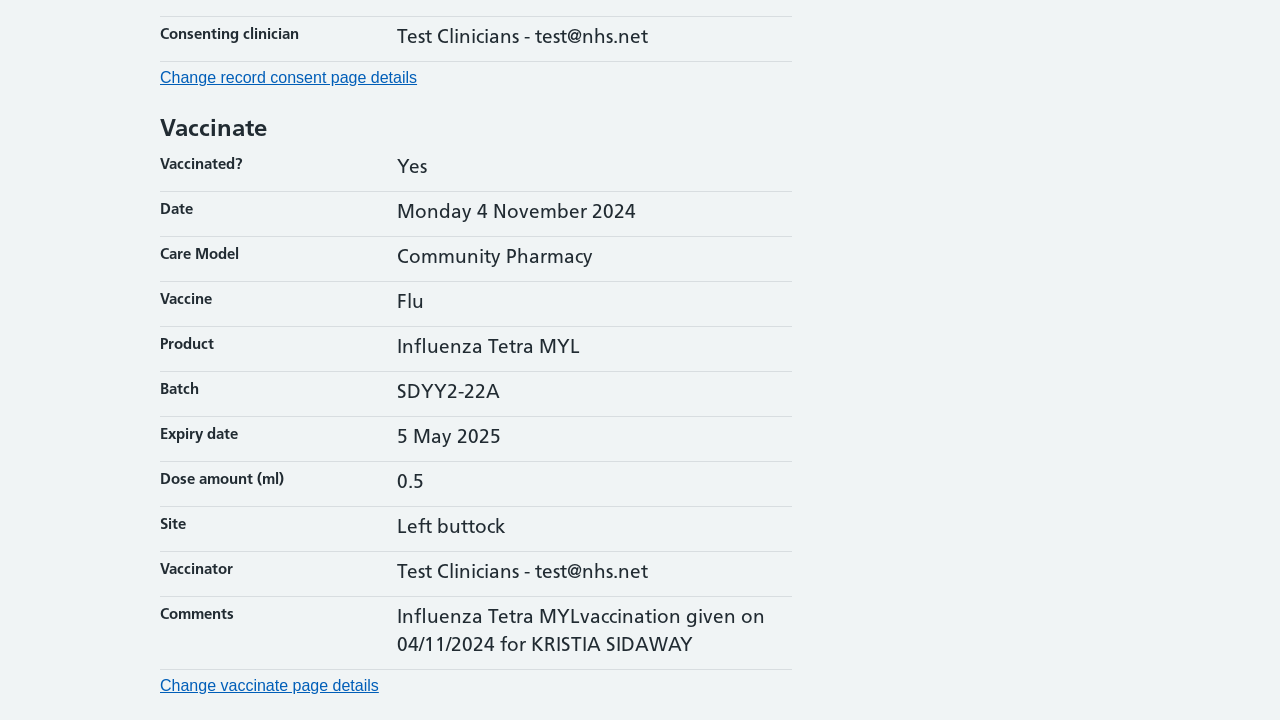 Consenting clinician
Test Clinicians - test@nhs.net
Change record consent page details
Vaccinate
Vaccinated?
Yes
Date
Monday 4 November 2024
Care Model
Community Pharmacy
Vaccine
Flu
Product
Influenza Tetra MYL
Batch
SDYY2-22A
Expiry date
5 May 2025
Dose amount (ml)
0.5
Site
Left buttock
Vaccinator
Test Clinicians - test@nhs.net
Comments
Influenza Tetra MYLvaccination given on
04/11/2024 for KRISTIA SIDAWAY
Change vaccinate page details